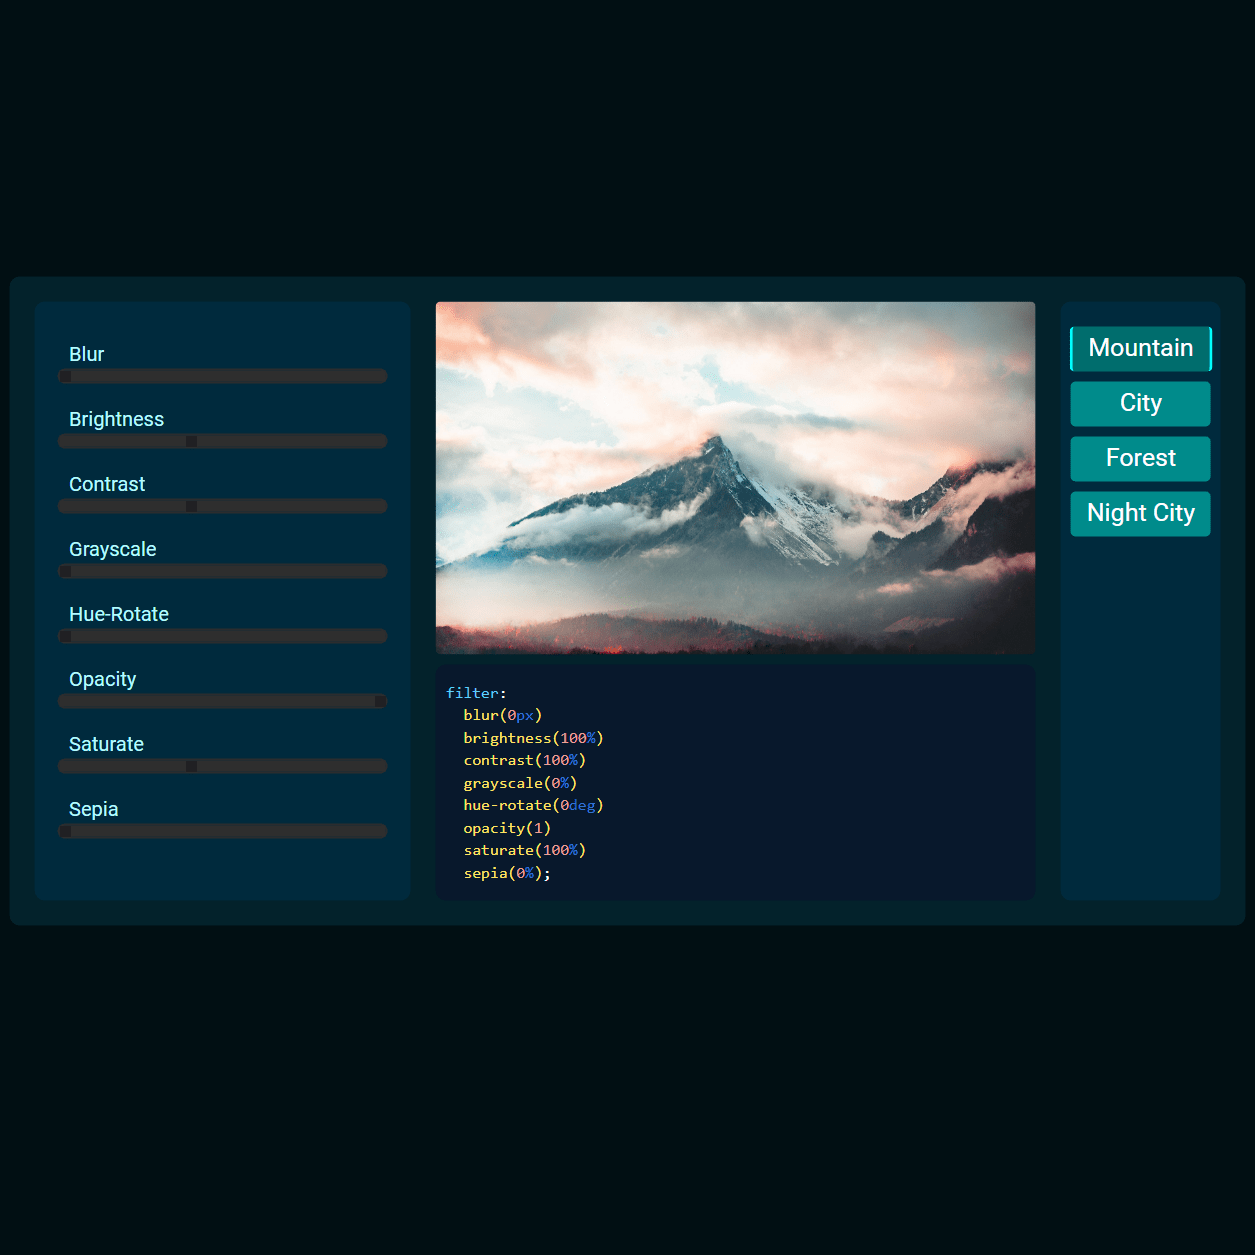 Blur
Brightness
Contrast
Grayscale
Hue-Rotate
Opacity
Saturate
Sepia
filter:
blur(0px)
brightness(100%)
contrast(100%)
grayscale(0%)
hue-rotate(0deg)
opacity(1)
saturate(100%)
sepia(0%);
Mountain
City
Forest
Night City